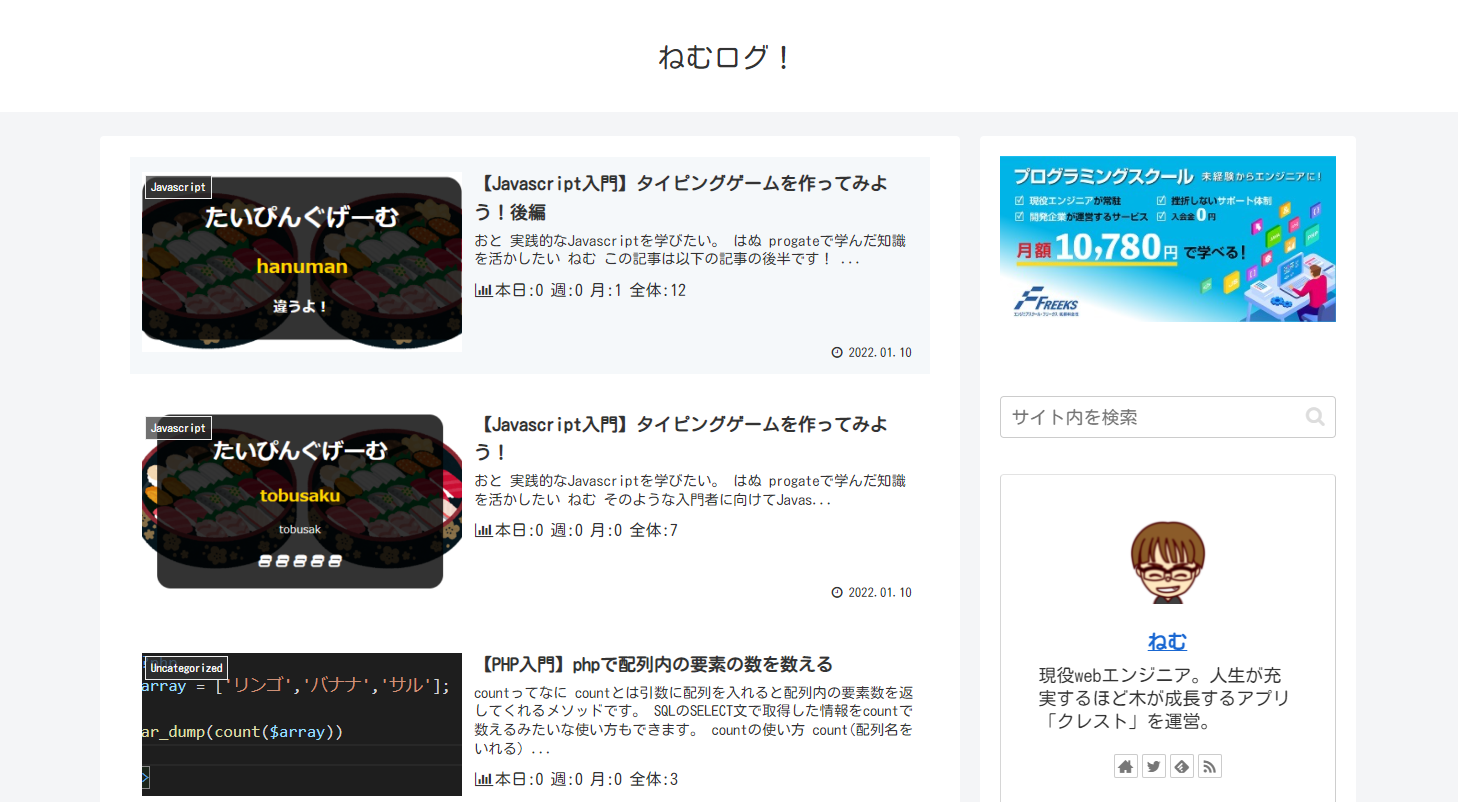 ねむログ！
Javascript
たいぴんぐげーむ
hanuman
違うよ！
【Javascript入門】タイピングゲームを作ってみよ
う！後編
おと 実践的なJavascriptを学びたい。 はぬ progateで学んだ知識
を活かしたい ねむ この記事は以下の記事の後半です！ ...
本日:0 週:0 月:1 全体:12
2022.01.10
Javascript
たいぴんぐげーむ
tobusaku
tobusak
【Javascript入門】タイピングゲームを作ってみよ
う！
おと 実践的なJavascriptを学びたい。 はぬ progateで学んだ知識
を活かしたい ねむ そのような入門者に向けてJavas...
本日:0 週:0 月:0 全体:7
2022.01.10
Uncategorized
array = ['リンゴ','バナナ','サル'];
ar_dump(count($array))
>
【PHP入門】phpで配列内の要素の数を数える
countってなに countとは引数に配列を入れると配列内の要素数を返
してくれるメソッドです。 SQLのSELECT文で取得した情報をcountで
数えるみたいな使い方もできます。 countの使い方 count(配列名を
いれる) ...
本日:0 週:0 月:0 全体:3
プログラミングスクール 未経験からエンジニアに！
現役エンジニアが常駐 挫折しないサポート体制
開発企業が運営するサービス 入会金0円
月額10,780円で学べる！
FREEKS
サイト内を検索
ねむ
現役webエンジニア。人生が充
実するほど木が成長するアプリ
「クレスト」を運営。